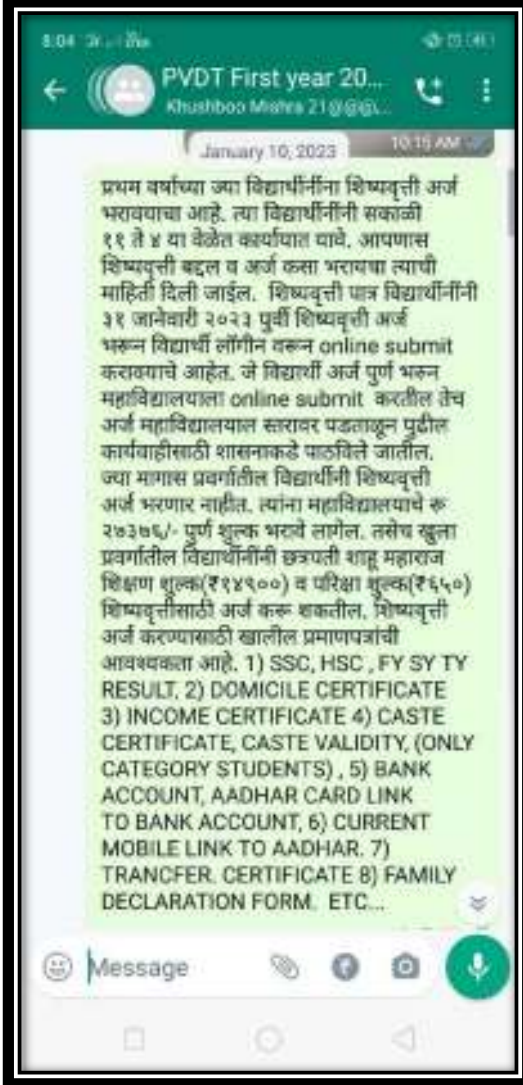 8:04
PVDT First year 20...
Khushboo Mishra 21@@@,...
10:15 AM
January 10, 2023
प्रथम वर्षाच्या ज्या विद्यार्थीनींना शिष्यवृत्ती अर्ज
भरावयाचा आहे. त्या विद्यार्थीनींनी सकाळी
११ ते ४ या वेळेत कार्यायात यावे. आपणास
शिष्यवृत्ती बद्दल व अर्ज कसा भरायचा त्याची
माहिती दिली जाईल. शिष्यवृत्ती पात्र विद्यार्थीनींनी
३१ जानेवारी २०२३ पुर्वी शिष्यवृत्ती अर्ज
भरून विद्यार्थी लॉगीन वरून online submit
करावयाचे आहेत. जे विद्यार्थी अर्ज पुर्ण भरुन
महाविद्यालयाला online submit करतील तेच
अर्ज महाविद्यालयाल स्तरावर पडताळून पुढील
कार्यवाहीसाठी शासनाकडे पाठविले जातील.
ज्या मागास प्रवर्गातील विद्यार्थीनी शिष्यवृत्ती
अर्ज भरणार नाहीत. त्यांना महाविद्यालयाचे रू
२७३७६/- पुर्ण शुल्क भरावे लागेल. तसेच खुला
प्रवर्गातील विद्यार्थीनींनी छत्रपती शाहू महाराज
शिक्षण शुल्क(₹१४९००) व परिक्षा शुल्क(₹६५०)
शिष्यवृत्तीसाठी अर्ज करू शकतील. शिष्यवृत्ती
अर्ज करण्यासाठी खालील प्रमाणपत्रांची
आवश्यकता आहे. 1) SSC, HSC , FY SY TY
RESULT. 2) DOMICILE CERTIFICATE
3) INCOME CERTIFICATE 4) CASTE
CERTIFICATE, CASTE VALIDITY, (ONLY
CATEGORY STUDENTS) , 5) BANK
ACCOUNT, AADHAR CARD LINK
TO BANK ACCOUNT, 6) CURRENT
MOBILE LINK TO AADHAR. 7)
TRANCFER. CERTIFICATE 8) FAMILY
DECLARATION FORM. ETC...
Message